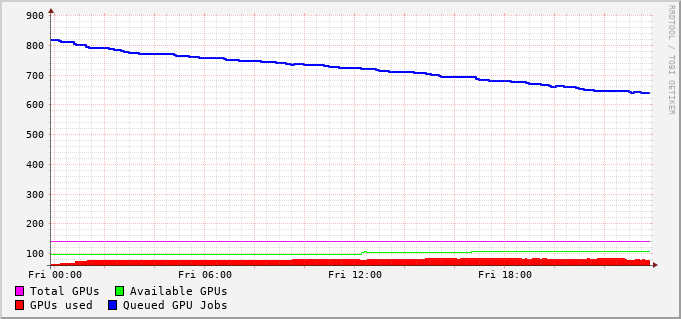 900
800
700
600
500
400
300
200
100
Fri 00:00 Fri 06:00 Fri 12:00 Fri 18:00
Total GPUs Available GPUs
GPUs used Queued GPU Jobs
RRDTOOL / TOBI OETIKER